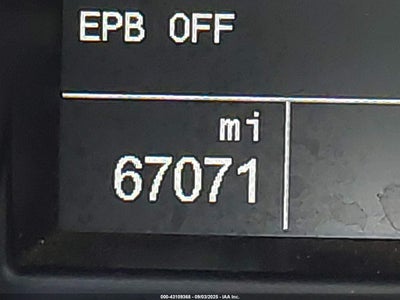 EPB OFF
mi
67071
000-43109368 - 09/03/2025 - IAA Inc.